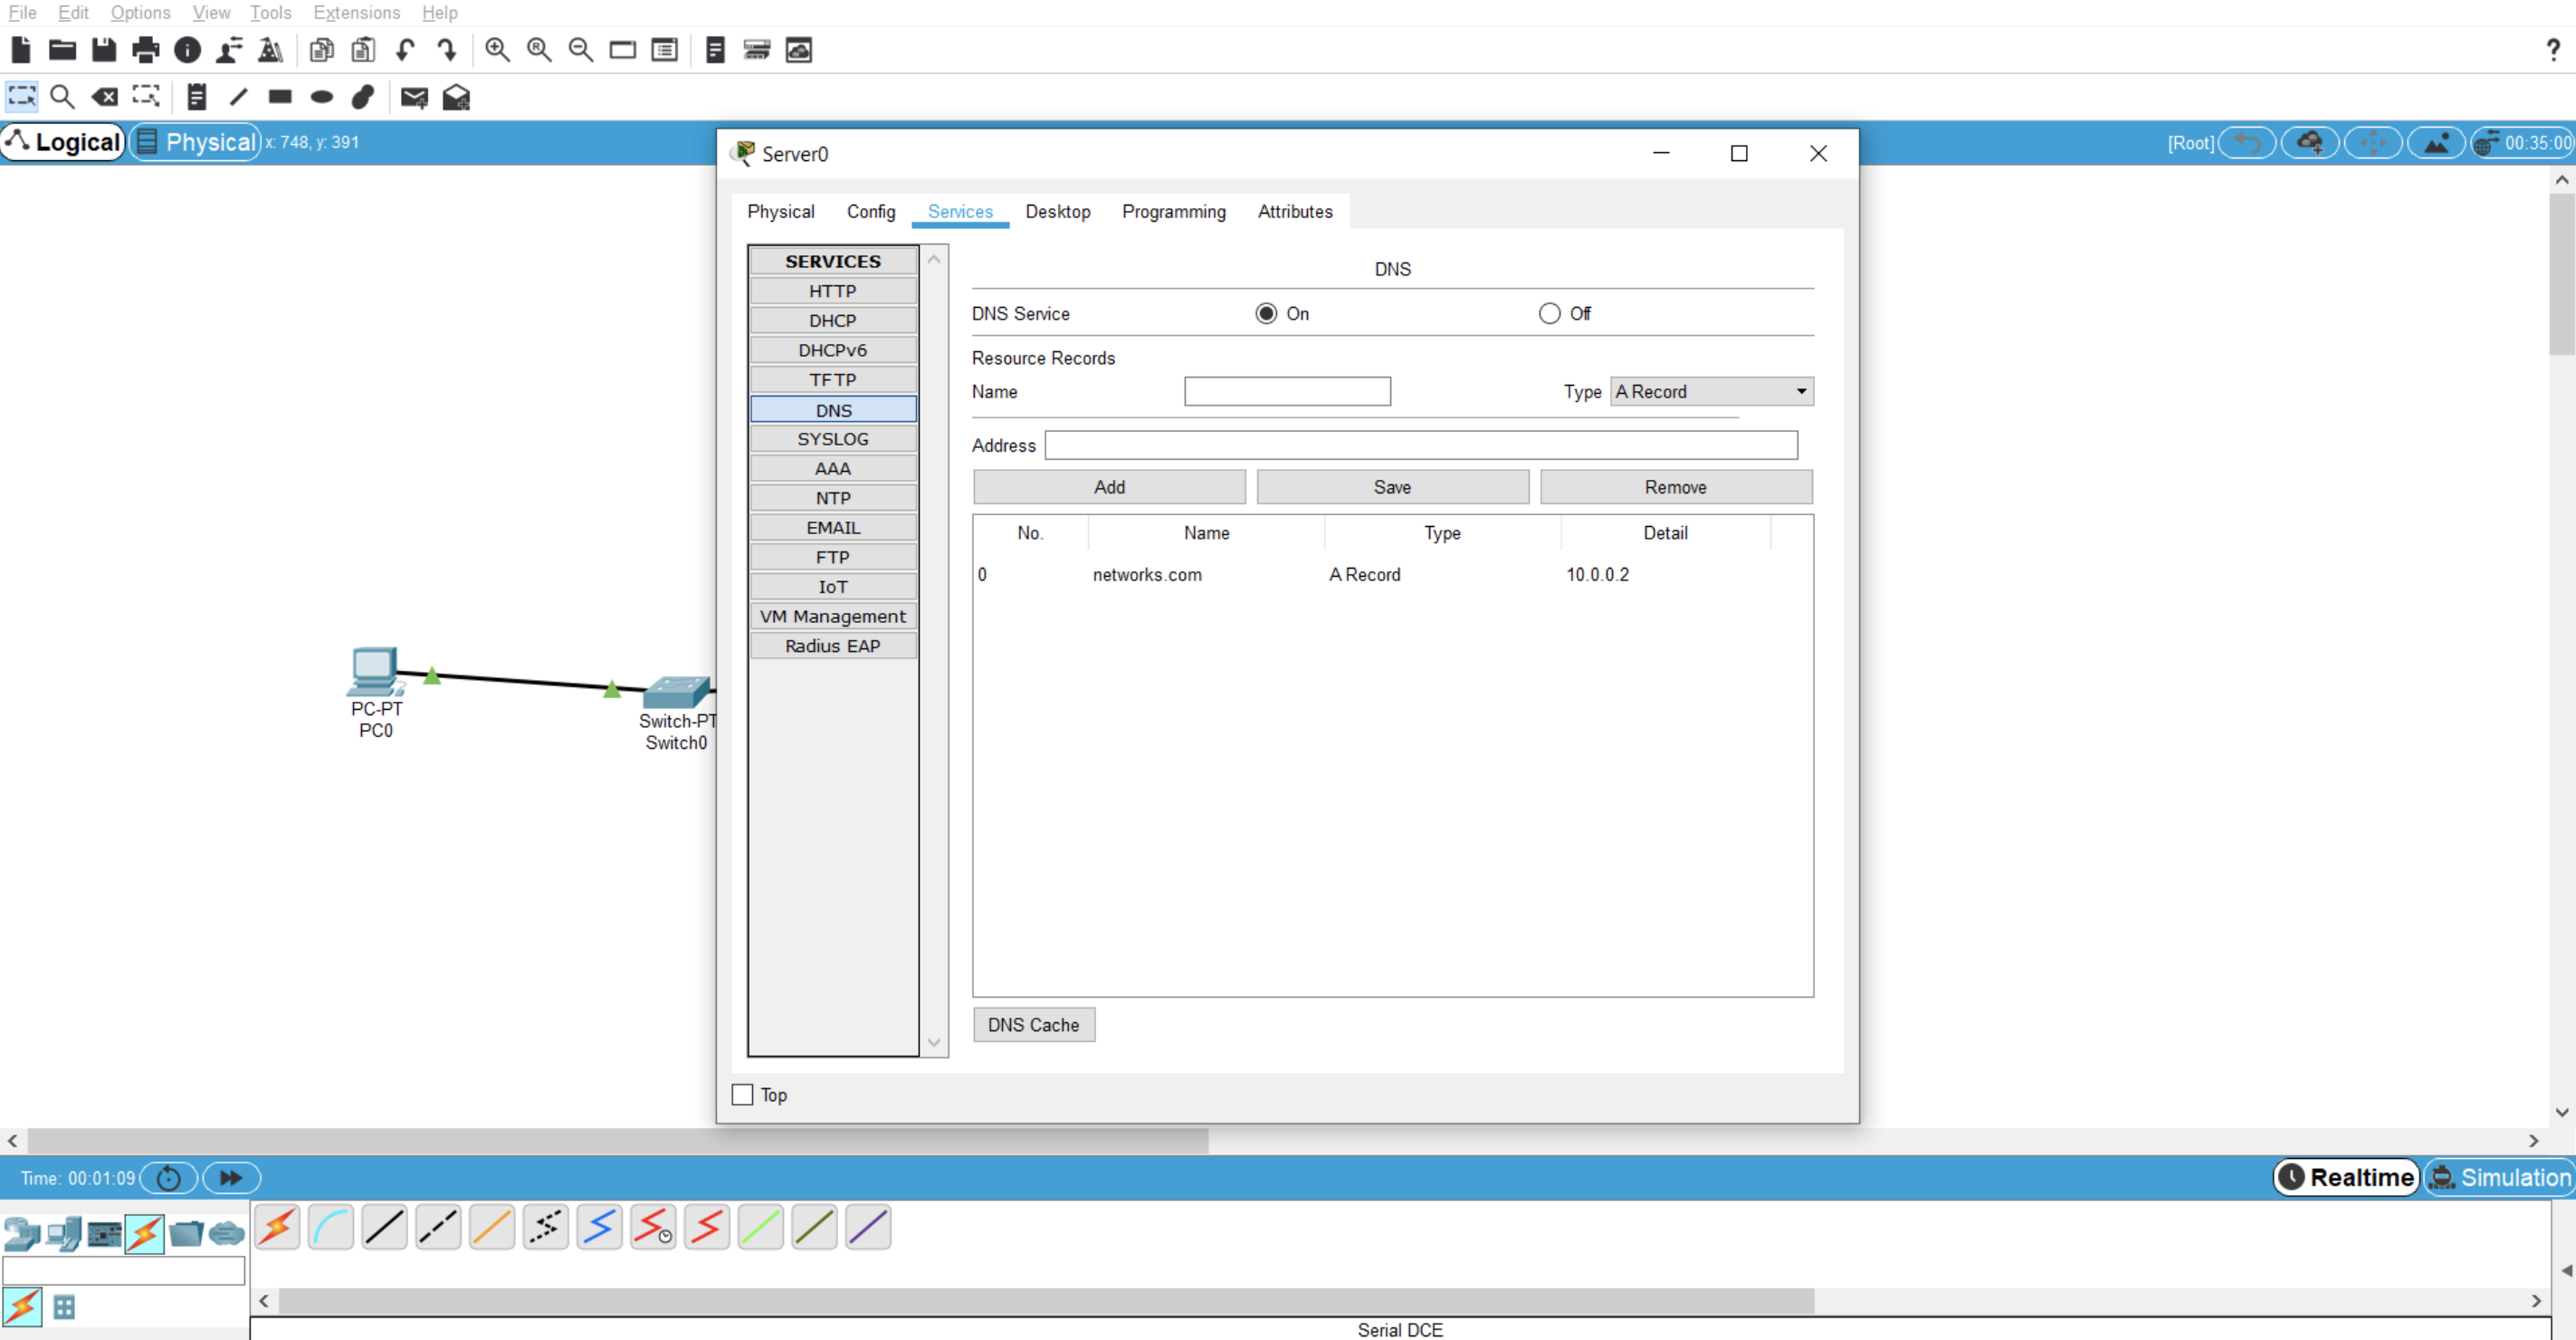 File Edit Options View Tools Extensions Help
?
Logical Physical x: 748, y: 391
[Root] 00:35:00
Server0
Physical Config Services Desktop Programming Attributes
SERVICES
HTTP
DHCP
DHCPv6
TFTP
DNS
SYSLOG
AAA
NTP
EMAIL
FTP
IoT
VM Management
Radius EAP
DNS
DNS Service On Off
Resource Records
Name Type A Record
Address
Add Save Remove
No. Name Type Detail
0 networks.com A Record 10.0.0.2
DNS Cache
Top
PC-PT
PC0
Switch-PT
Switch0
Time: 00:01:09
Realtime Simulation
Serial DCE